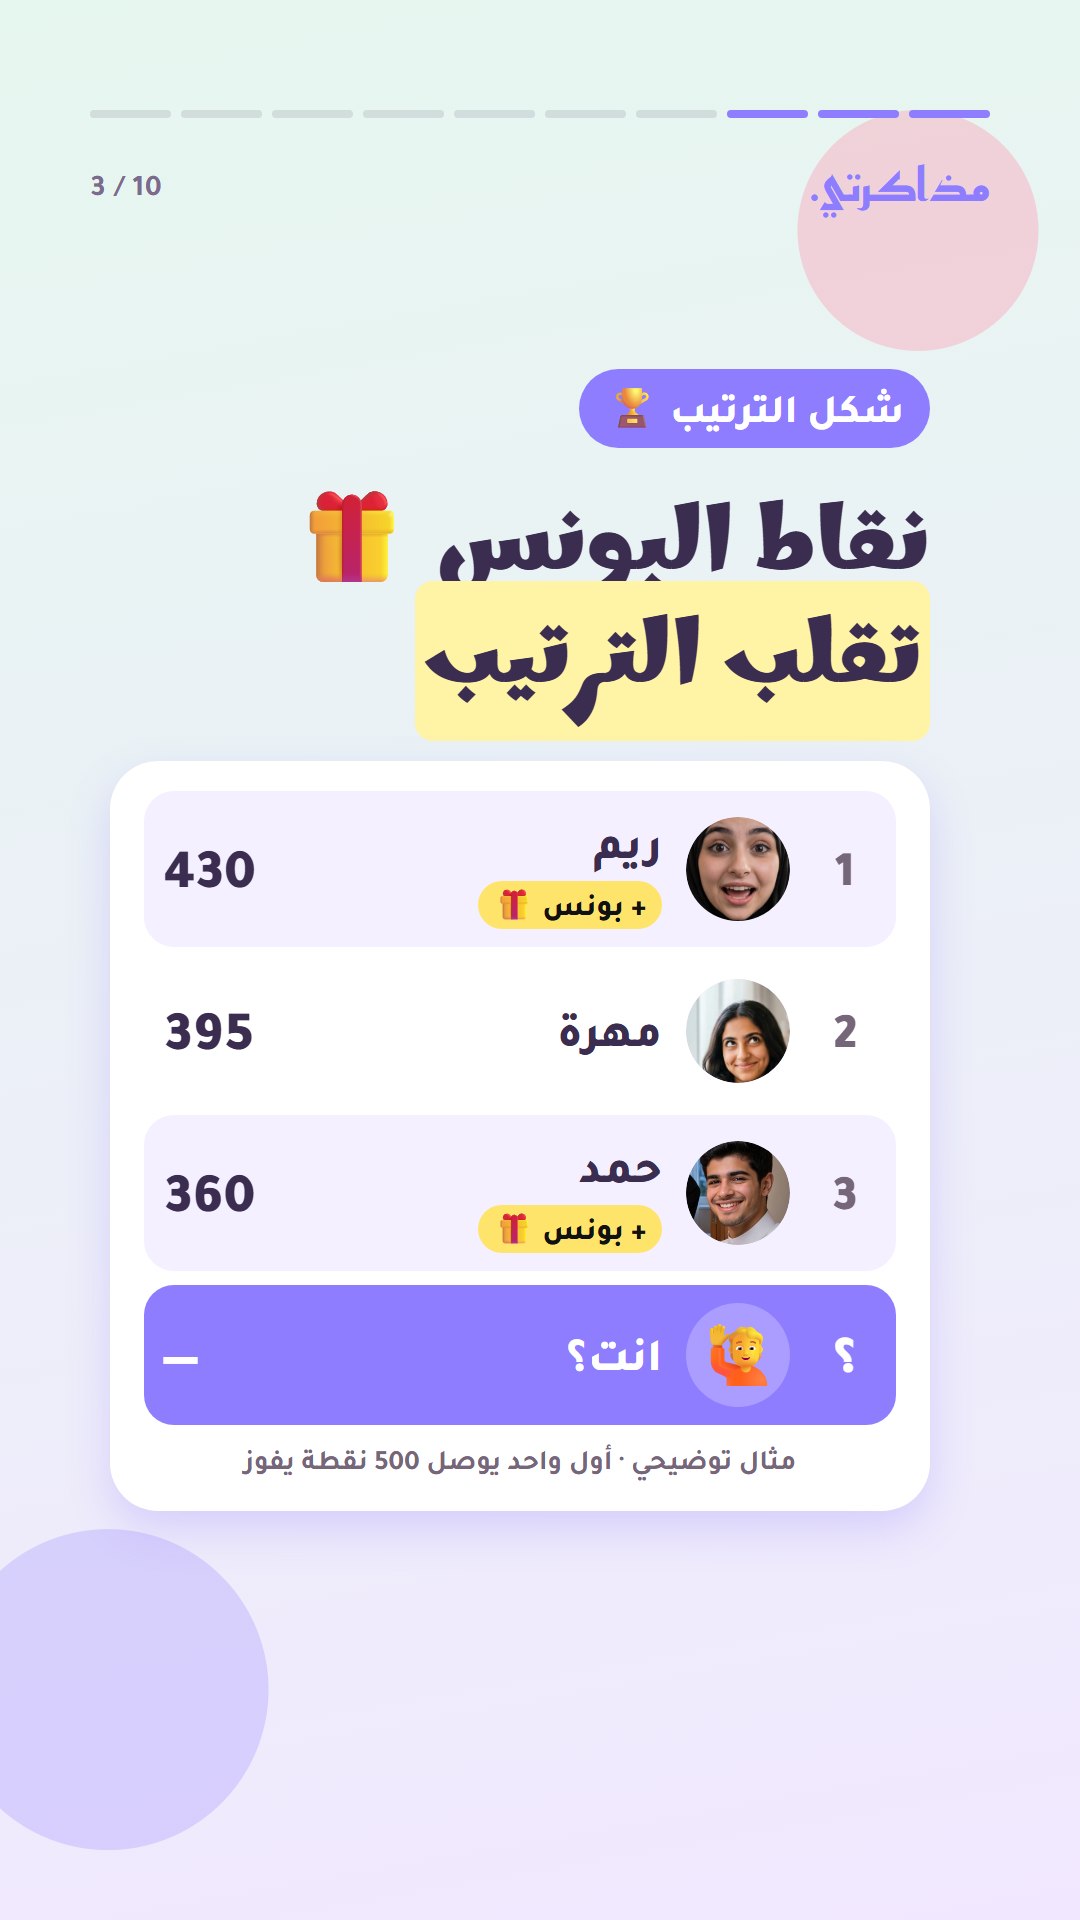 مذاكرتي.
3 / 10
شكل الترتيب 🏆
نقاط البونس 🎁
تقلب الترتيب
1 ريم 430
+ بونس 🎁
2 مهرة 395
3 حمد 360
+ بونس 🎁
؟ انت؟ —
مثال توضيحي · أول واحد يوصل 500 نقطة يفوز